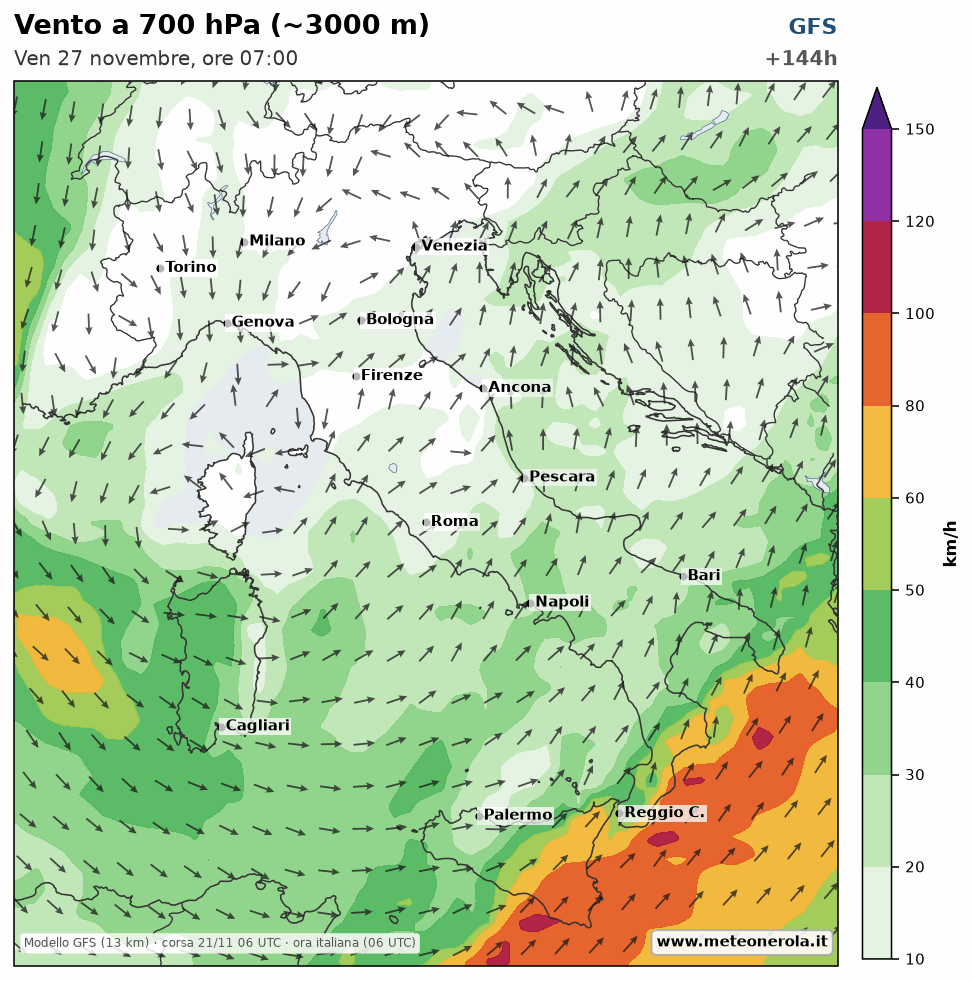 Vento a 700 hPa (~3000 m)
GFS
Ven 27 novembre, ore 07:00
+144h
150
120
100
80
60
50
40
30
20
10
km/h
Milano
Venezia
Torino
Genova
Bologna
Firenze
Ancona
Pescara
Roma
Bari
Napoli
Cagliari
Palermo
Reggio C.
Modello GFS (13 km) · corsa 21/11 06 UTC · ora italiana (06 UTC)
www.meteonerola.it